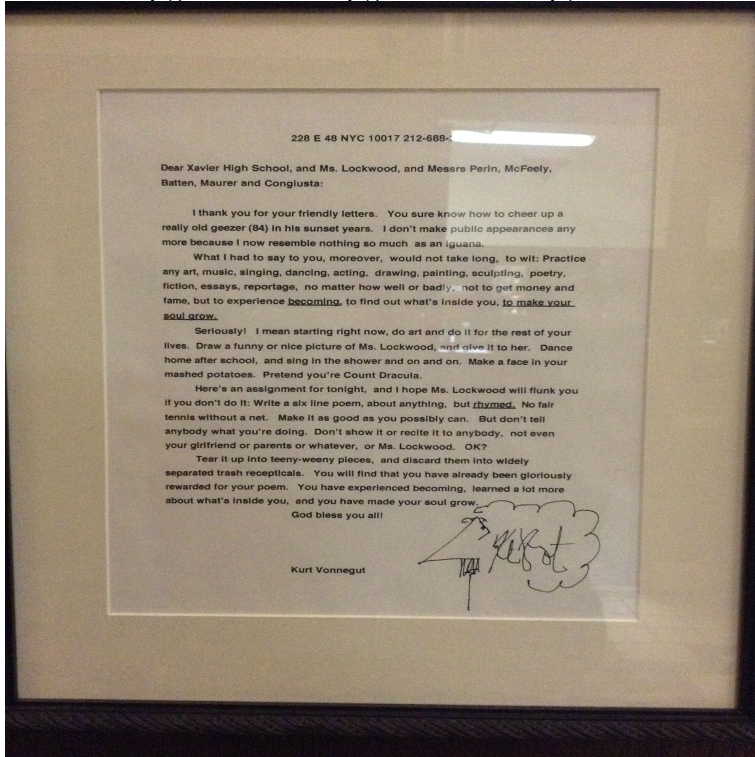 228 E 48 NYC 10017 212-688-
Dear Xavier High School, and Ms. Lockwood, and Messrs Perin, McFeely,
Batten, Maurer and Congiusta:
I thank you for your friendly letters. You sure know how to cheer up a
really old geezer (84) in his sunset years. I don't make public appearances any
more because I now resemble nothing so much as an iguana.
What I had to say to you, moreover, would not take long, to wit: Practice
any art, music, singing, dancing, acting, drawing, painting, sculpting, poetry,
fiction, essays, reportage, no matter how well or badly, not to get money and
fame, but to experience becoming, to find out what's inside you, to make your
soul grow.
Seriously! I mean starting right now, do art and do it for the rest of your
lives. Draw a funny or nice picture of Ms. Lockwood, and give it to her. Dance
home after school, and sing in the shower and on and on. Make a face in your
mashed potatoes. Pretend you're Count Dracula.
Here's an assignment for tonight, and I hope Ms. Lockwood will flunk you
if you don't do it: Write a six line poem, about anything, but rhymed. No fair
tennis without a net. Make it as good as you possibly can. But don't tell
anybody what you're doing. Don't show it or recite it to anybody, not even
your girlfriend or parents or whatever, or Ms. Lockwood. OK?
Tear it up into teeny-weeny pieces, and discard them into widely
separated trash recepticals. You will find that you have already been gloriously
rewarded for your poem. You have experienced becoming, learned a lot more
about what's inside you, and you have made your soul grow.
God bless you all!
Kurt Vonnegut